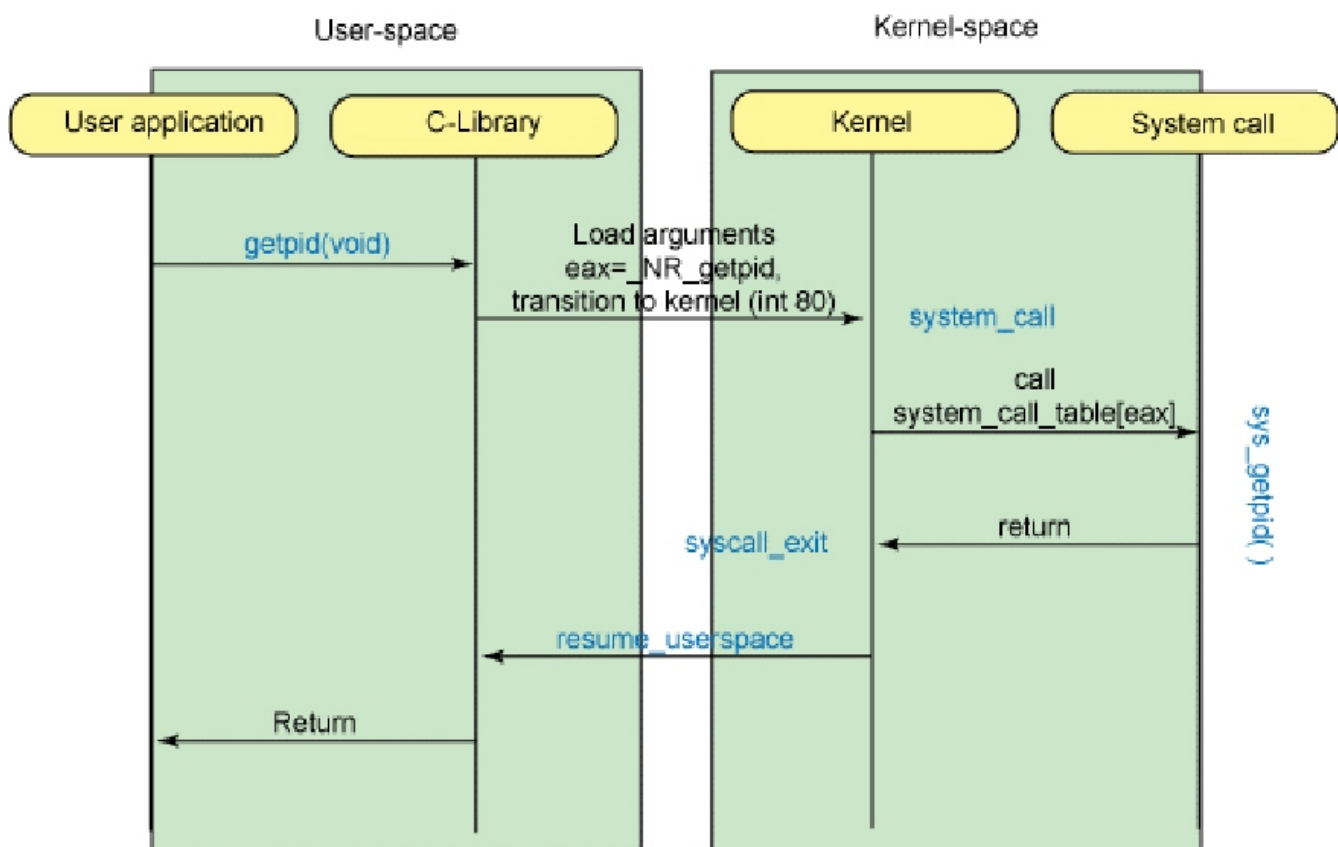 User-space
Kernel-space
User application
C-Library
Kernel
System call
getpid(void)
Load arguments
eax=_NR_getpid,
transition to kernel (int 80)
system_call
call
system_call_table[eax]
sys_getpid( )
return
syscall_exit
resume_userspace
Return